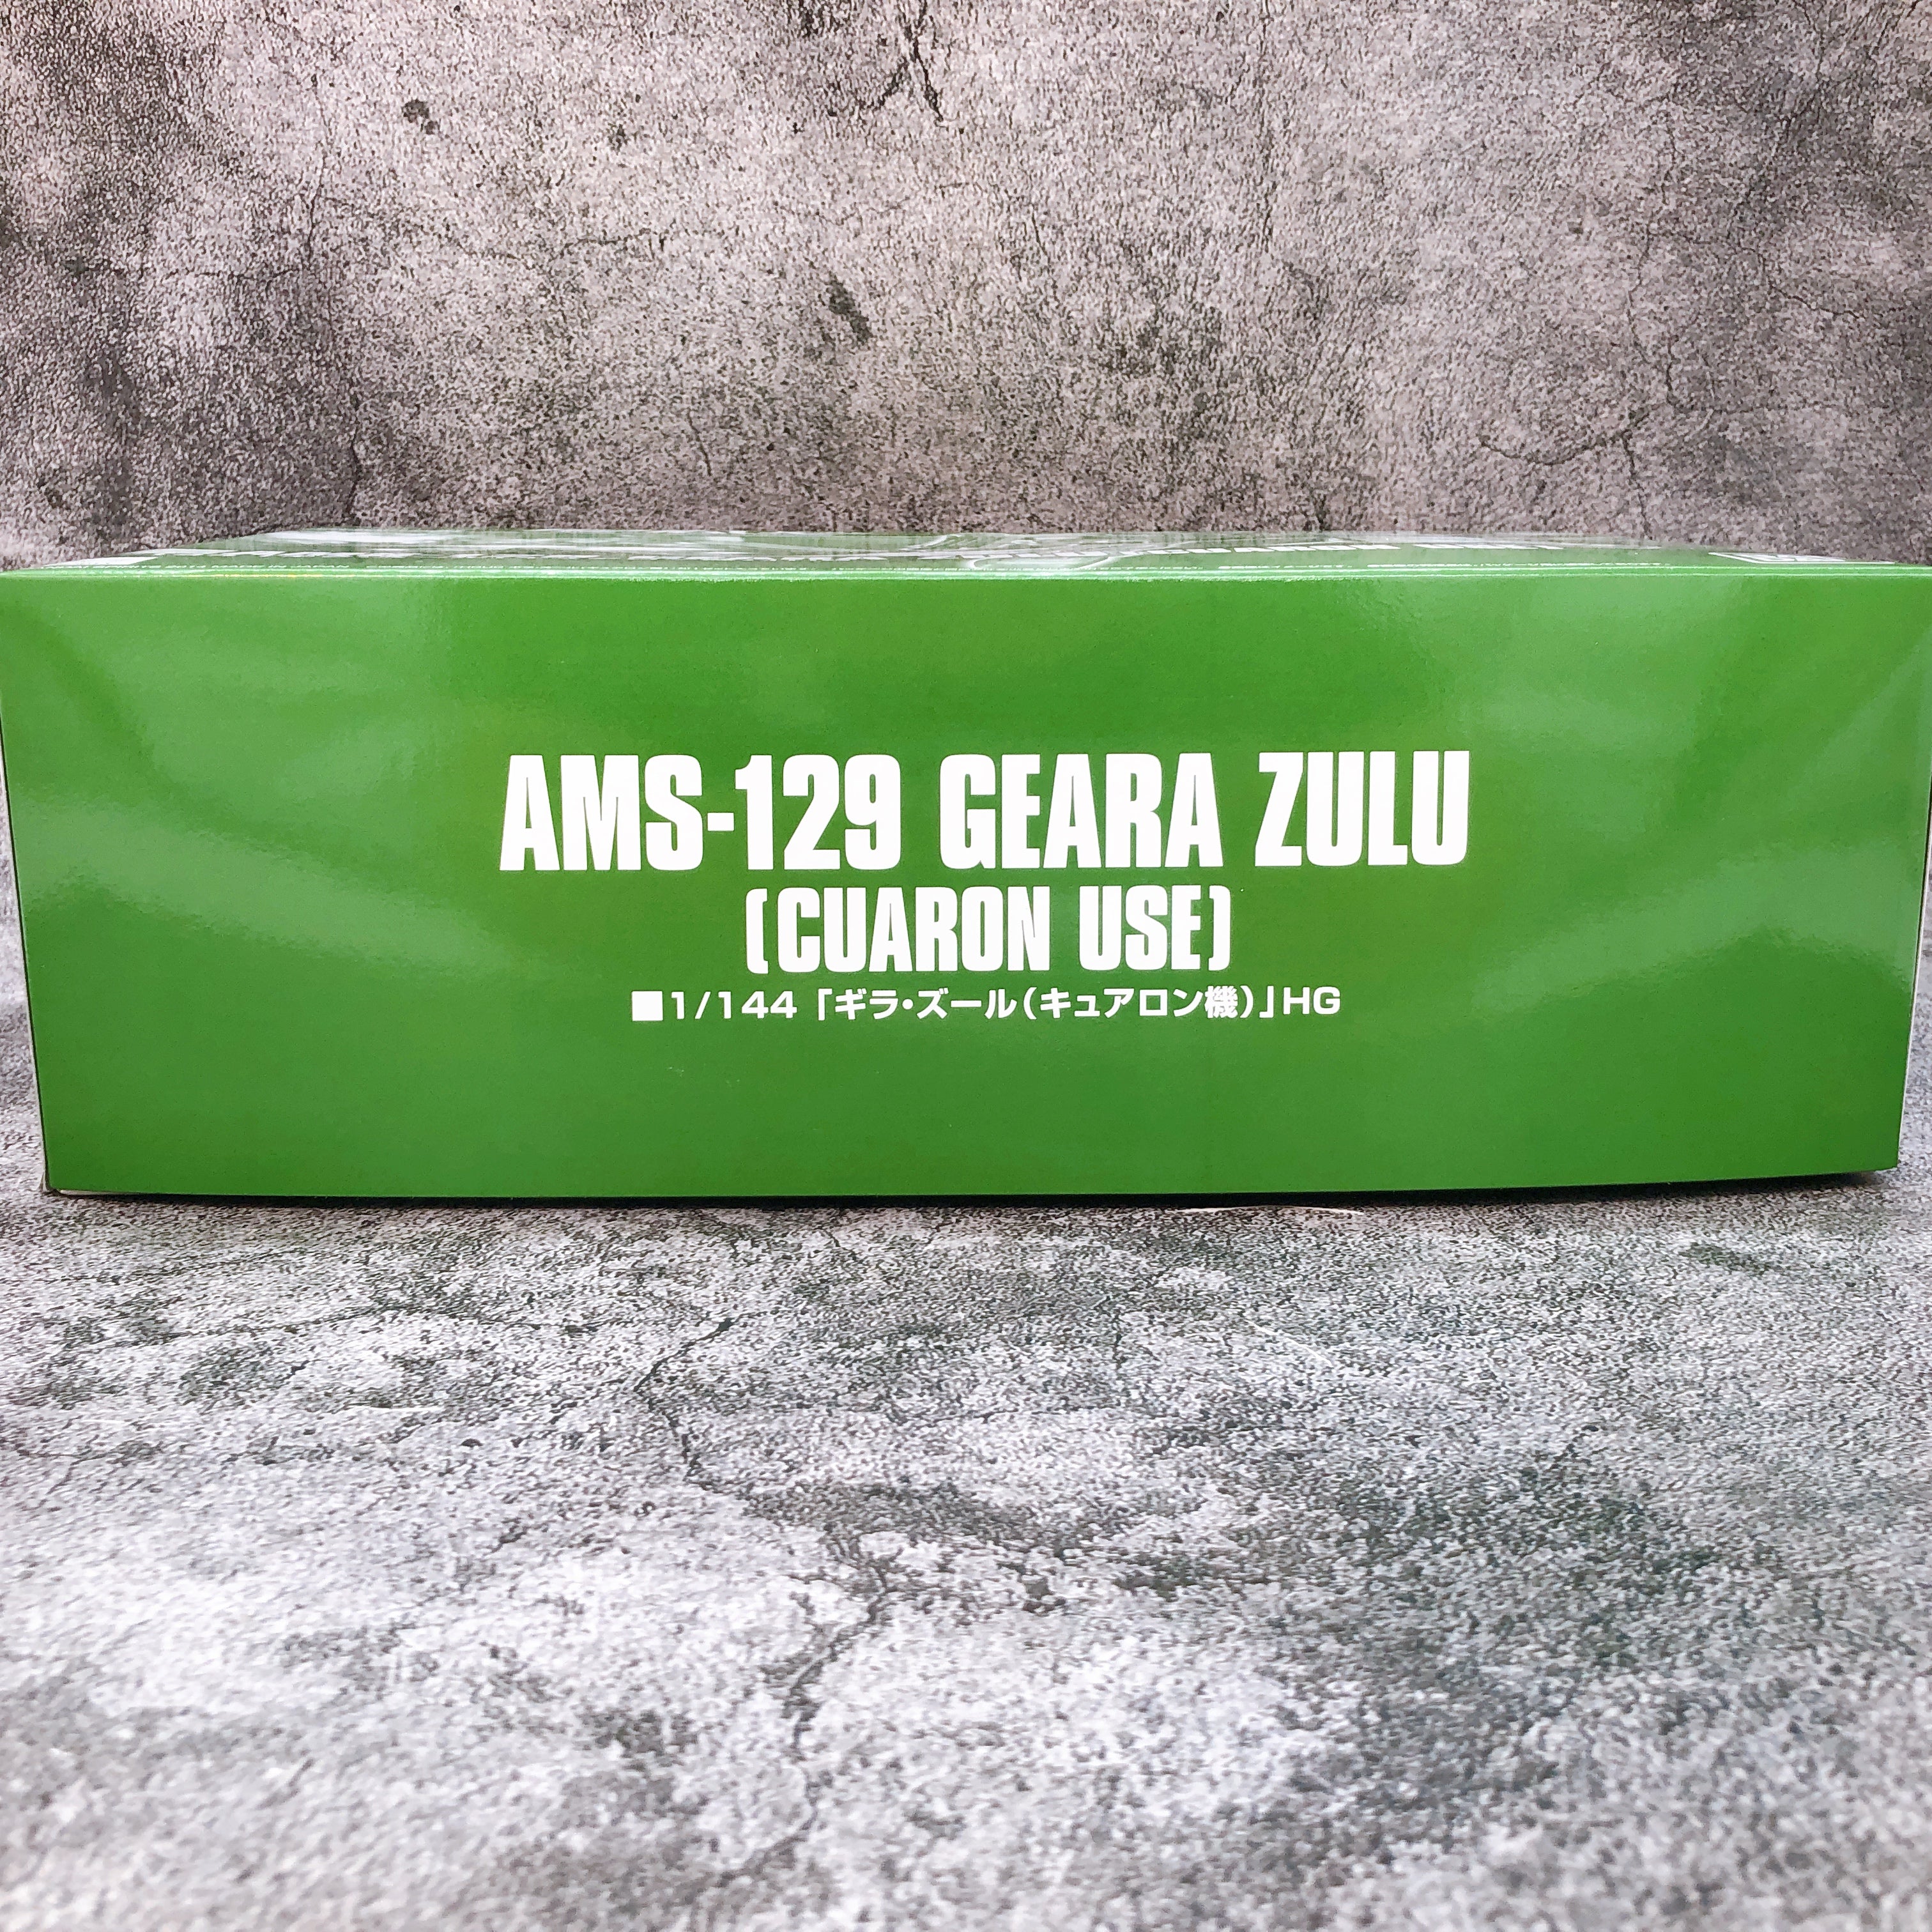 AMS-129 GEARA ZULU
(CUARON USE)
■1/144「ギラ・ズール(キュアロン機)」HG